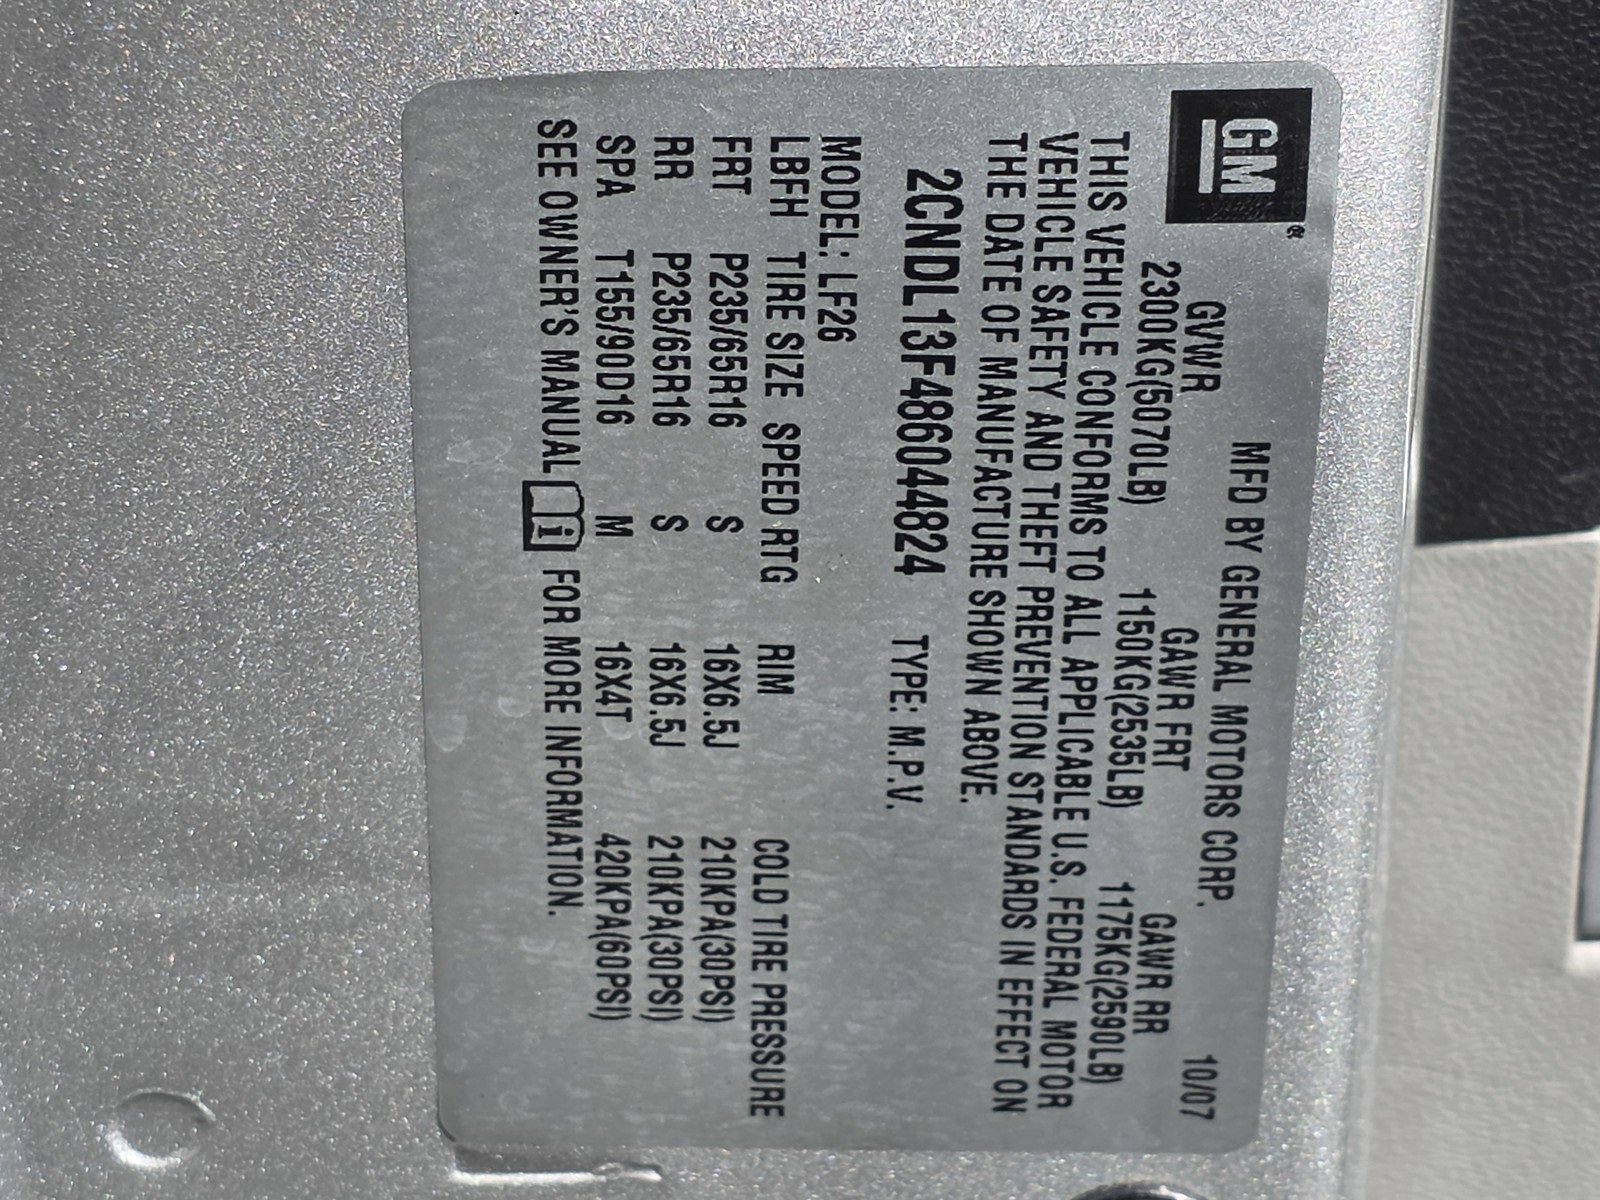 GM®
MFD BY GENERAL MOTORS CORP. 10/07
GVWR GAWR FRT GAWR RR
2300KG(5070LB) 1150KG(2535LB) 1175KG(2590LB)
THIS VEHICLE CONFORMS TO ALL APPLICABLE U.S. FEDERAL MOTOR
VEHICLE SAFETY AND THEFT PREVENTION STANDARDS IN EFFECT ON
THE DATE OF MANUFACTURE SHOWN ABOVE.
2CNDL13F486044824 TYPE: M.P.V.
MODEL: LF26
LBFH TIRE SIZE SPEED RTG RIM COLD TIRE PRESSURE
FRT P235/65R16 S 16X6.5J 210KPA(30PSI)
RR P235/65R16 S 16X6.5J 210KPA(30PSI)
SPA T155/90D16 M 16X4T 420KPA(60PSI)
SEE OWNER'S MANUAL i FOR MORE INFORMATION.